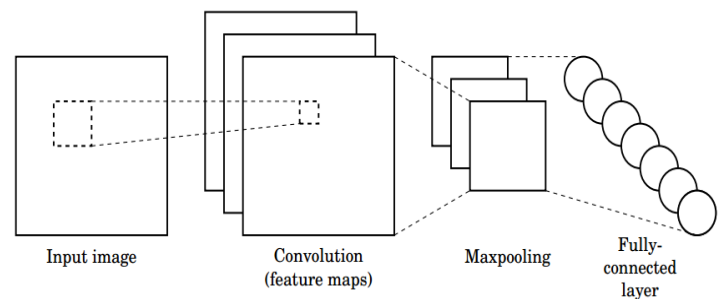 Input image
Convolution
(feature maps)
Maxpooling
Fully-
connected
layer